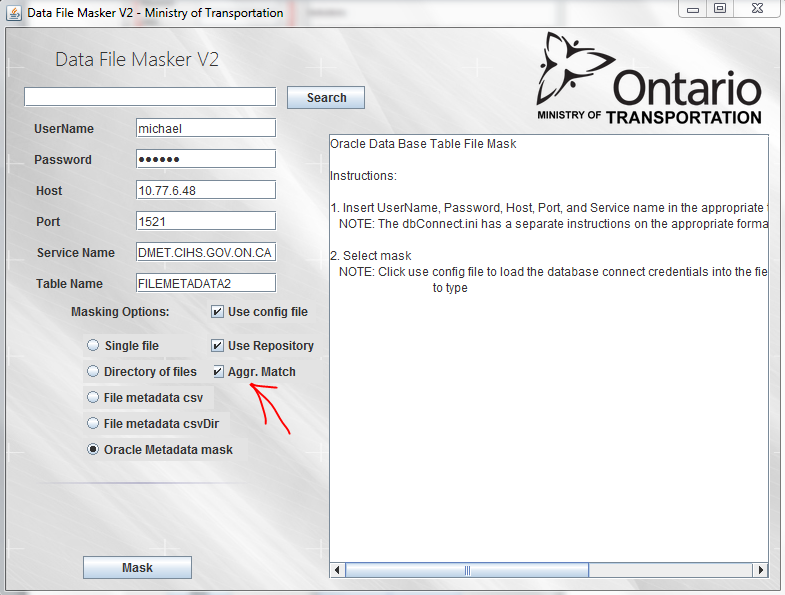 Data File Masker V2 - Ministry of Transportation
Data File Masker V2
Ontario
MINISTRY OF TRANSPORTATION
Search
UserName michael
Password ••••••
Host 10.77.6.48
Port 1521
Service Name DMET.CIHS.GOV.ON.CA
Table Name FILEMETADATA2
Masking Options:
Use config file
Single file
Use Repository
Directory of files
Aggr. Match
File metadata csv
File metadata csvDir
Oracle Metadata mask
Mask
Oracle Data Base Table File Mask
Instructions:
1. Insert UserName, Password, Host, Port, and Service name in the appropriate
NOTE: The dbConnect.ini has a separate instructions on the appropriate forma
2. Select mask
NOTE: Click use config file to load the database connect credentials into the fie
to type